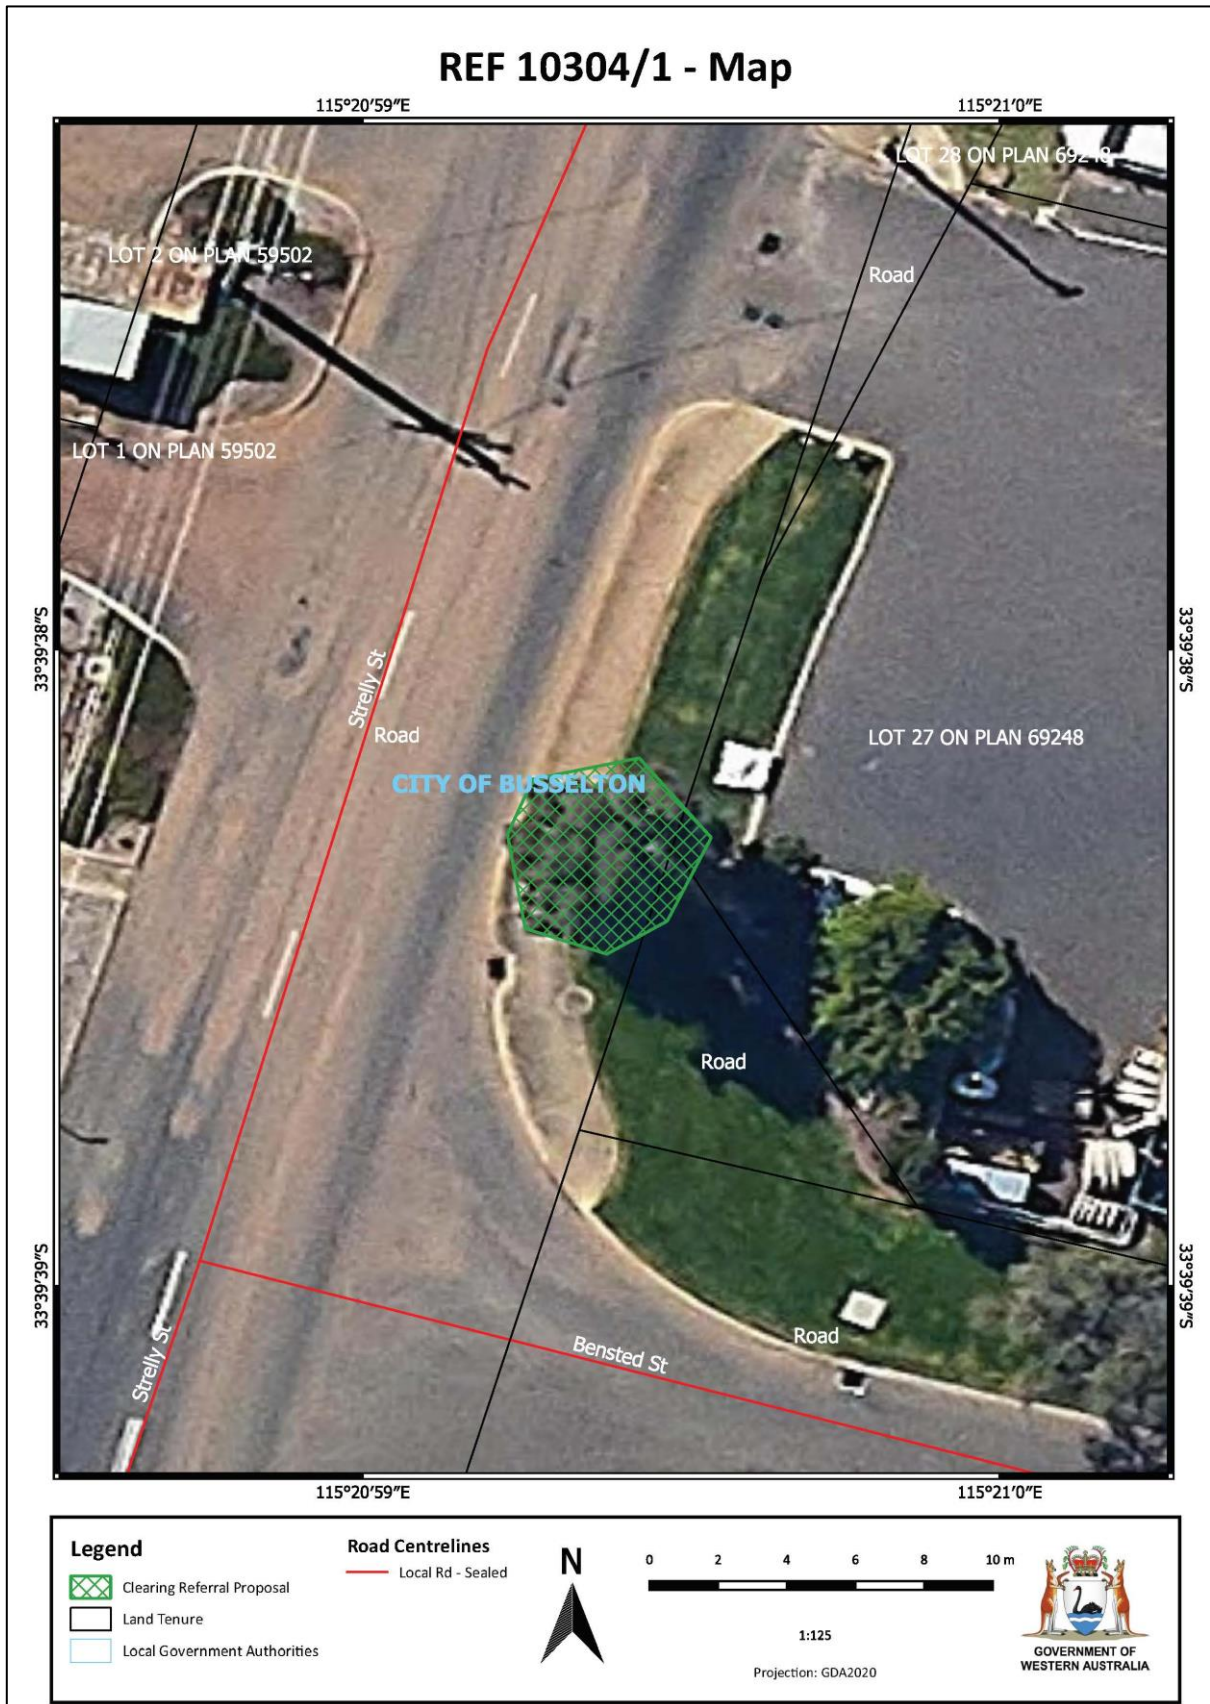 REF 10304/1 - Map
115°20'59"E
115°21'0"E
LOT 28 ON PLAN 69248
LOT 2 ON PLAN 59502
Road
LOT 1 ON PLAN 59502
33°39'38"S
33°39'38"S
Strelly St
Road
LOT 27 ON PLAN 69248
CITY OF BUSSELTON
Road
33°39'39"S
33°39'39"S
Strelly St
Bensted St
Road
115°20'59"E
115°21'0"E
Legend
Clearing Referral Proposal
Land Tenure
Local Government Authorities
Road Centrelines
Local Rd - Sealed
N
0 2 4 6 8 10 m
1:125
Projection: GDA2020
GOVERNMENT OF
WESTERN AUSTRALIA